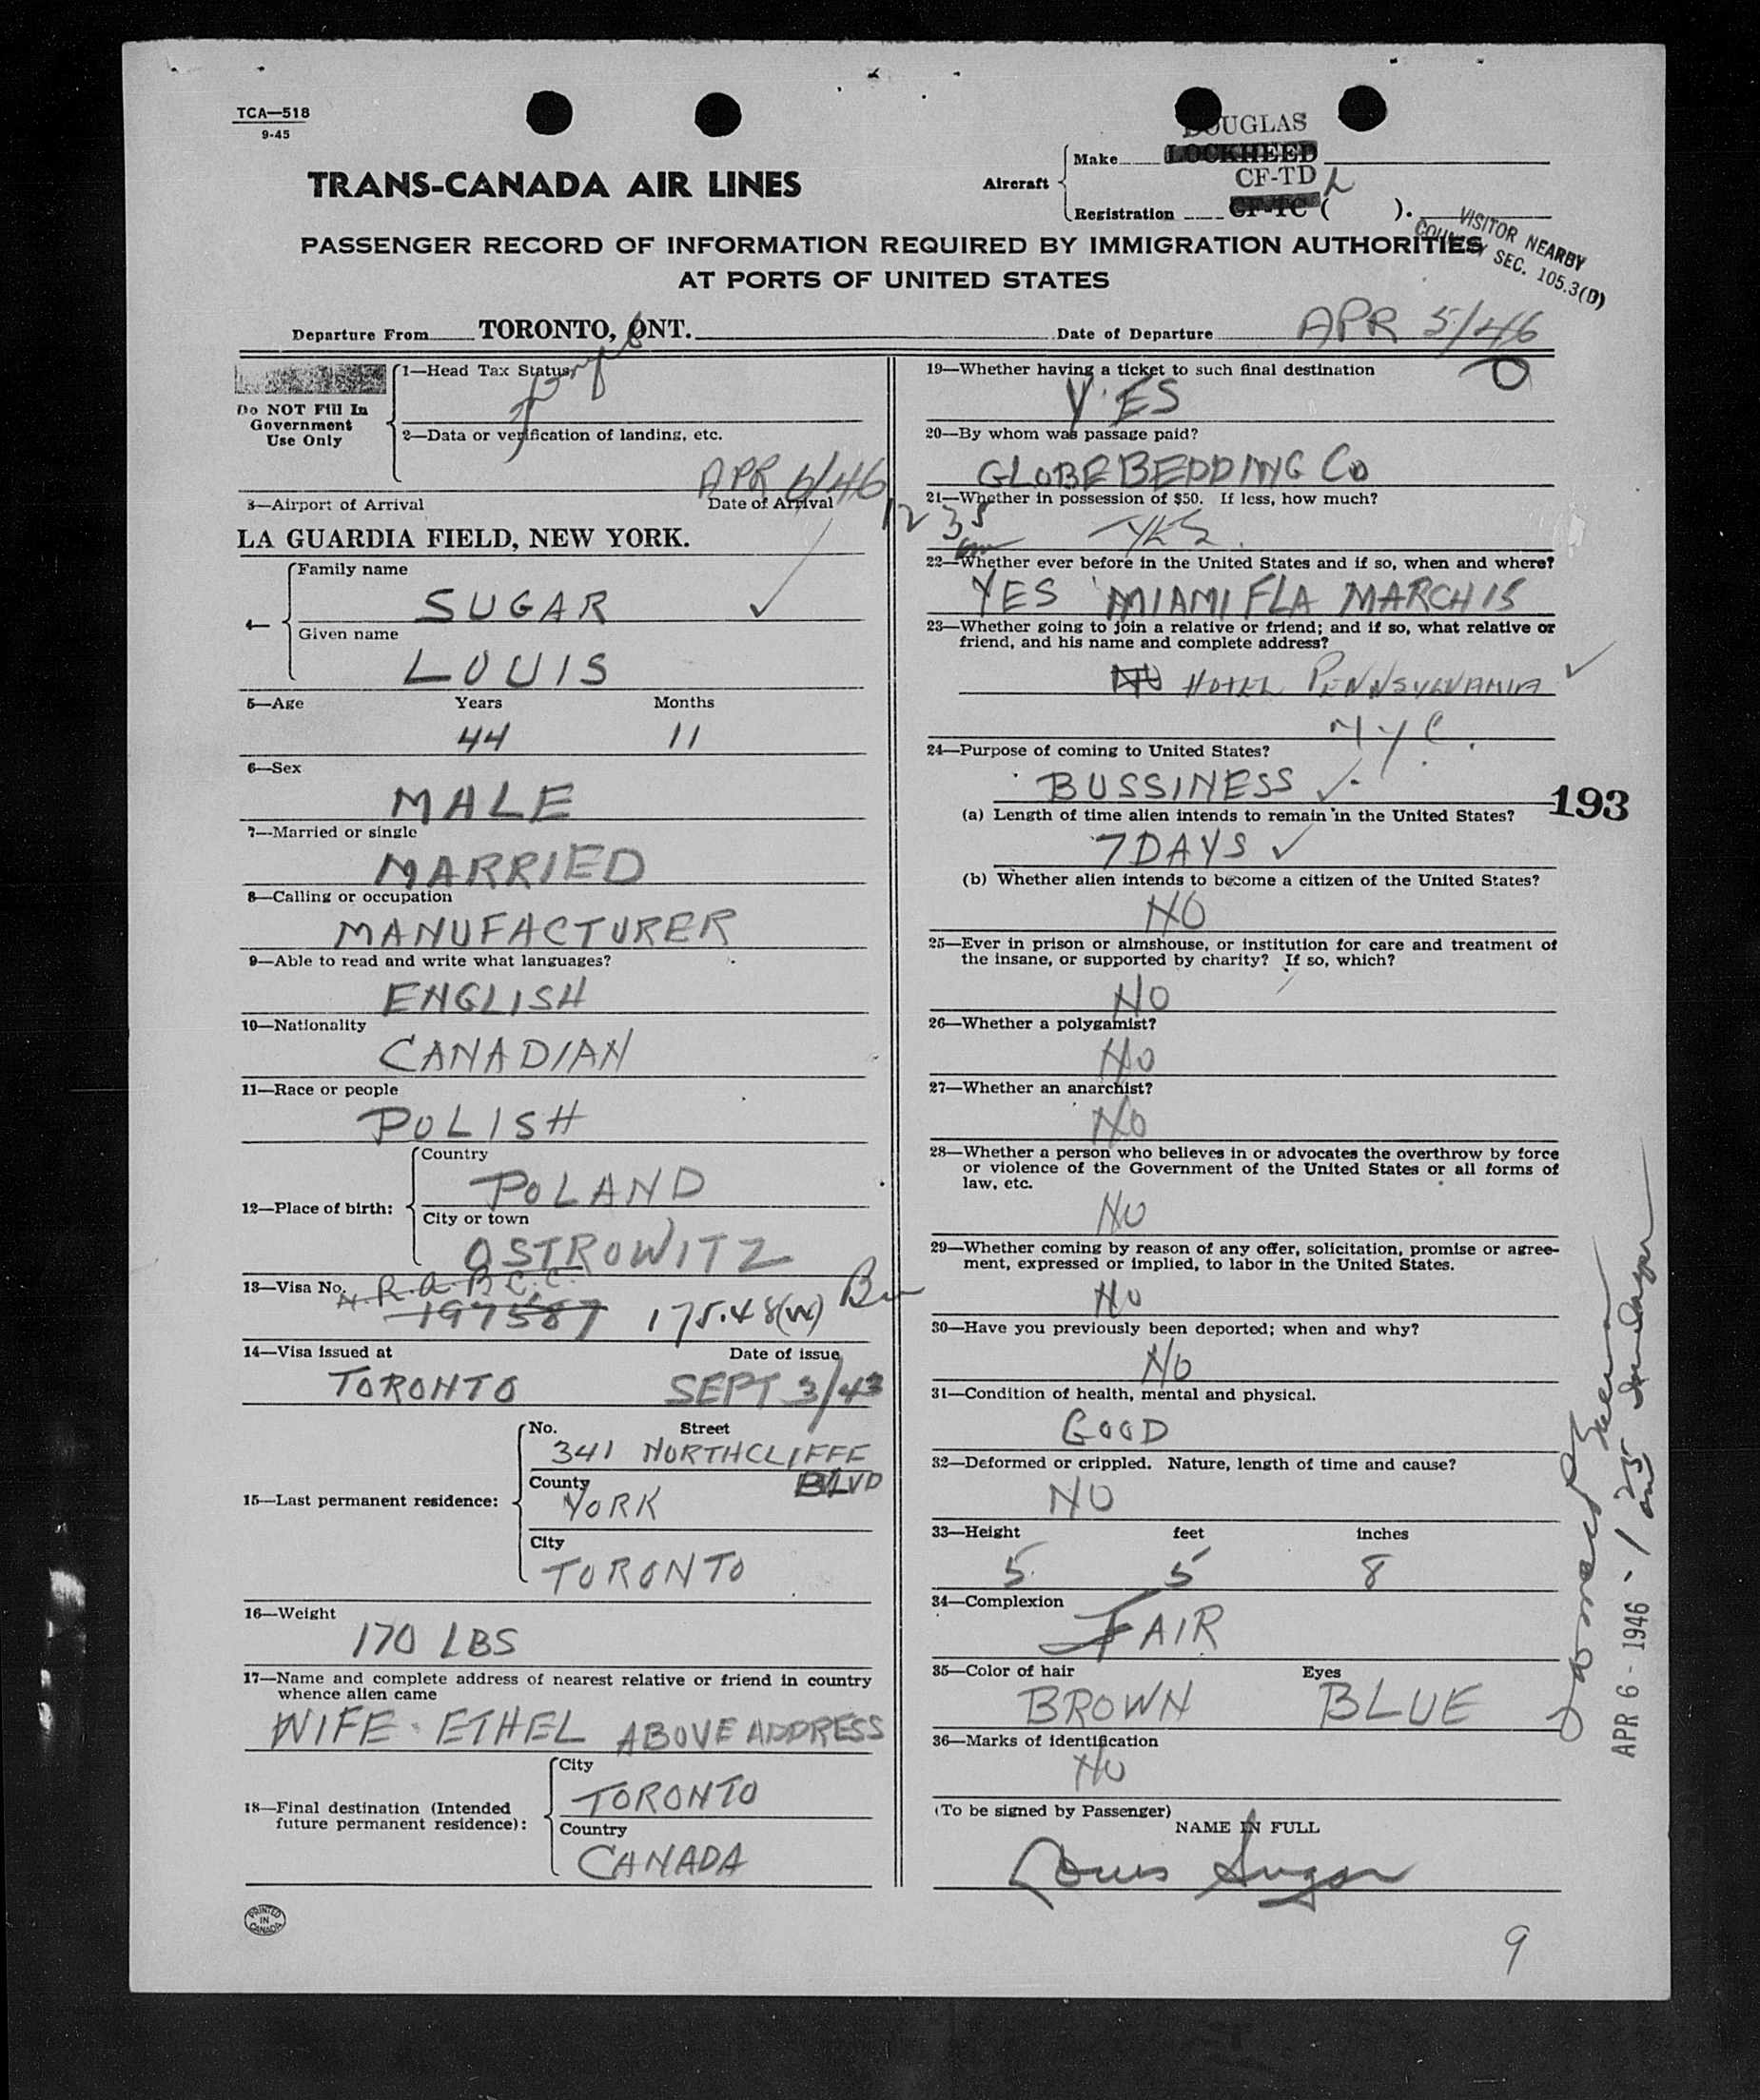 TCA—518
9-45
DOUGLAS
Make LOCKHEED
TRANS-CANADA AIR LINES
Aircraft
CF-TD L
Registration CF-TC ( ).
VISITOR NEARBY
COUNTRY SEC. 105.3(D)
PASSENGER RECORD OF INFORMATION REQUIRED BY IMMIGRATION AUTHORITIES
AT PORTS OF UNITED STATES
Departure From TORONTO, ONT. Date of Departure APR 5/46
Do NOT Fill In
Government
Use Only
1—Head Tax Status
2—Data or verification of landing, etc.
APR 6/46
3—Airport of Arrival Date of Arrival
LA GUARDIA FIELD, NEW YORK.
4—
Family name
SUGAR
Given name
LOUIS
5—Age Years Months
44 11
6—Sex
MALE
7—Married or single
MARRIED
8—Calling or occupation
MANUFACTURER
9—Able to read and write what languages?
ENGLISH
10—Nationality
CANADIAN
11—Race or people
POLISH
12—Place of birth:
Country
POLAND
City or town
OSTROWITZ
13—Visa No. N.R.A.B.C.C.
197587 175.48(W)
14—Visa issued at Date of issue
TORONTO SEPT 3/43
15—Last permanent residence:
No. Street
341 NORTHCLIFFE
BLVD
County
YORK
City
TORONTO
16—Weight
170 LBS
17—Name and complete address of nearest relative or friend in country
whence alien came
WIFE. ETHEL ABOVE ADDRESS
18—Final destination (Intended
future permanent residence):
City
TORONTO
Country
CANADA
PRINTED
IN
CANADA
19—Whether having a ticket to such final destination
YES
20—By whom was passage paid?
GLOBE BEDDING CO
21—Whether in possession of $50. If less, how much?
YES.
12 35
am
22—Whether ever before in the United States and if so, when and where?
YES MIAMI FLA MARCH 15
23—Whether going to join a relative or friend; and if so, what relative or
friend, and his name and complete address?
NO HOTEL PENNSYLVANIA
N Y C.
24—Purpose of coming to United States?
BUSSINESS
193
(a) Length of time alien intends to remain in the United States?
7 DAYS
(b) Whether alien intends to become a citizen of the United States?
NO
25—Ever in prison or almshouse, or institution for care and treatment of
the insane, or supported by charity? If so, which?
NO
26—Whether a polygamist?
NO
27—Whether an anarchist?
NO
28—Whether a person who believes in or advocates the overthrow by force
or violence of the Government of the United States or all forms of
law, etc.
NO
29—Whether coming by reason of any offer, solicitation, promise or agree-
ment, expressed or implied, to labor in the United States.
NO
30—Have you previously been deported; when and why?
NO
31—Condition of health, mental and physical.
GOOD
32—Deformed or crippled. Nature, length of time and cause?
NO
33—Height feet inches
5 5 8
34—Complexion
FAIR
35—Color of hair Eyes
BROWN BLUE
36—Marks of identification
NO
(To be signed by Passenger)
NAME IN FULL
Louis Sugar
APR 6 - 1946 - 1 25
am
9